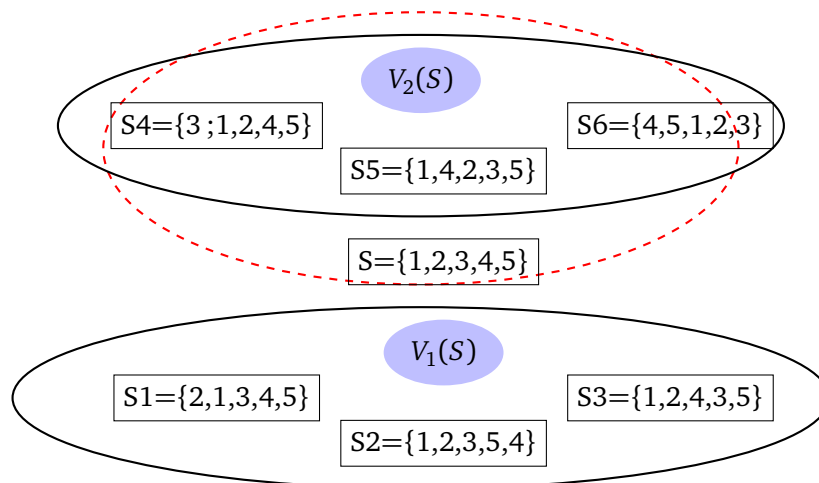 V₂(S)
S4={3 ;1,2,4,5}
S6={4,5,1,2,3}
S5={1,4,2,3,5}
S={1,2,3,4,5}
V₁(S)
S1={2,1,3,4,5}
S3={1,2,4,3,5}
S2={1,2,3,5,4}